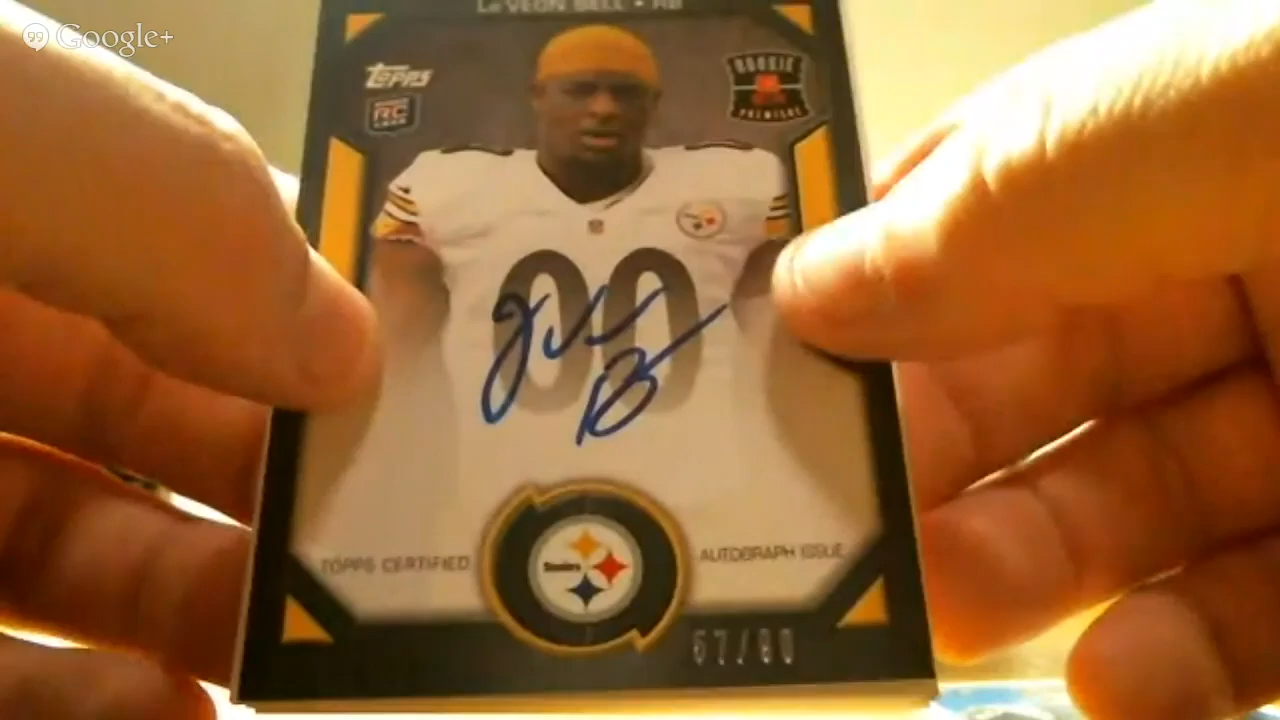 Google+
Le'VEON BELL • RB
TOPPS
RC
ROOKIE
PREMIERE
00
TOPPS CERTIFIED
AUTOGRAPH ISSUE
Steelers